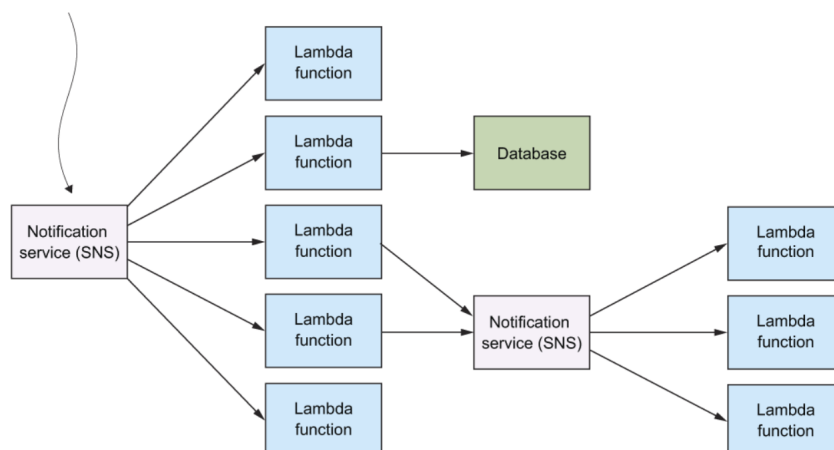 Lambda
function
Lambda
function
Database
Notification
service (SNS)
Lambda
function
Lambda
function
Lambda
function
Notification
service (SNS)
Lambda
function
Lambda
function
Lambda
function